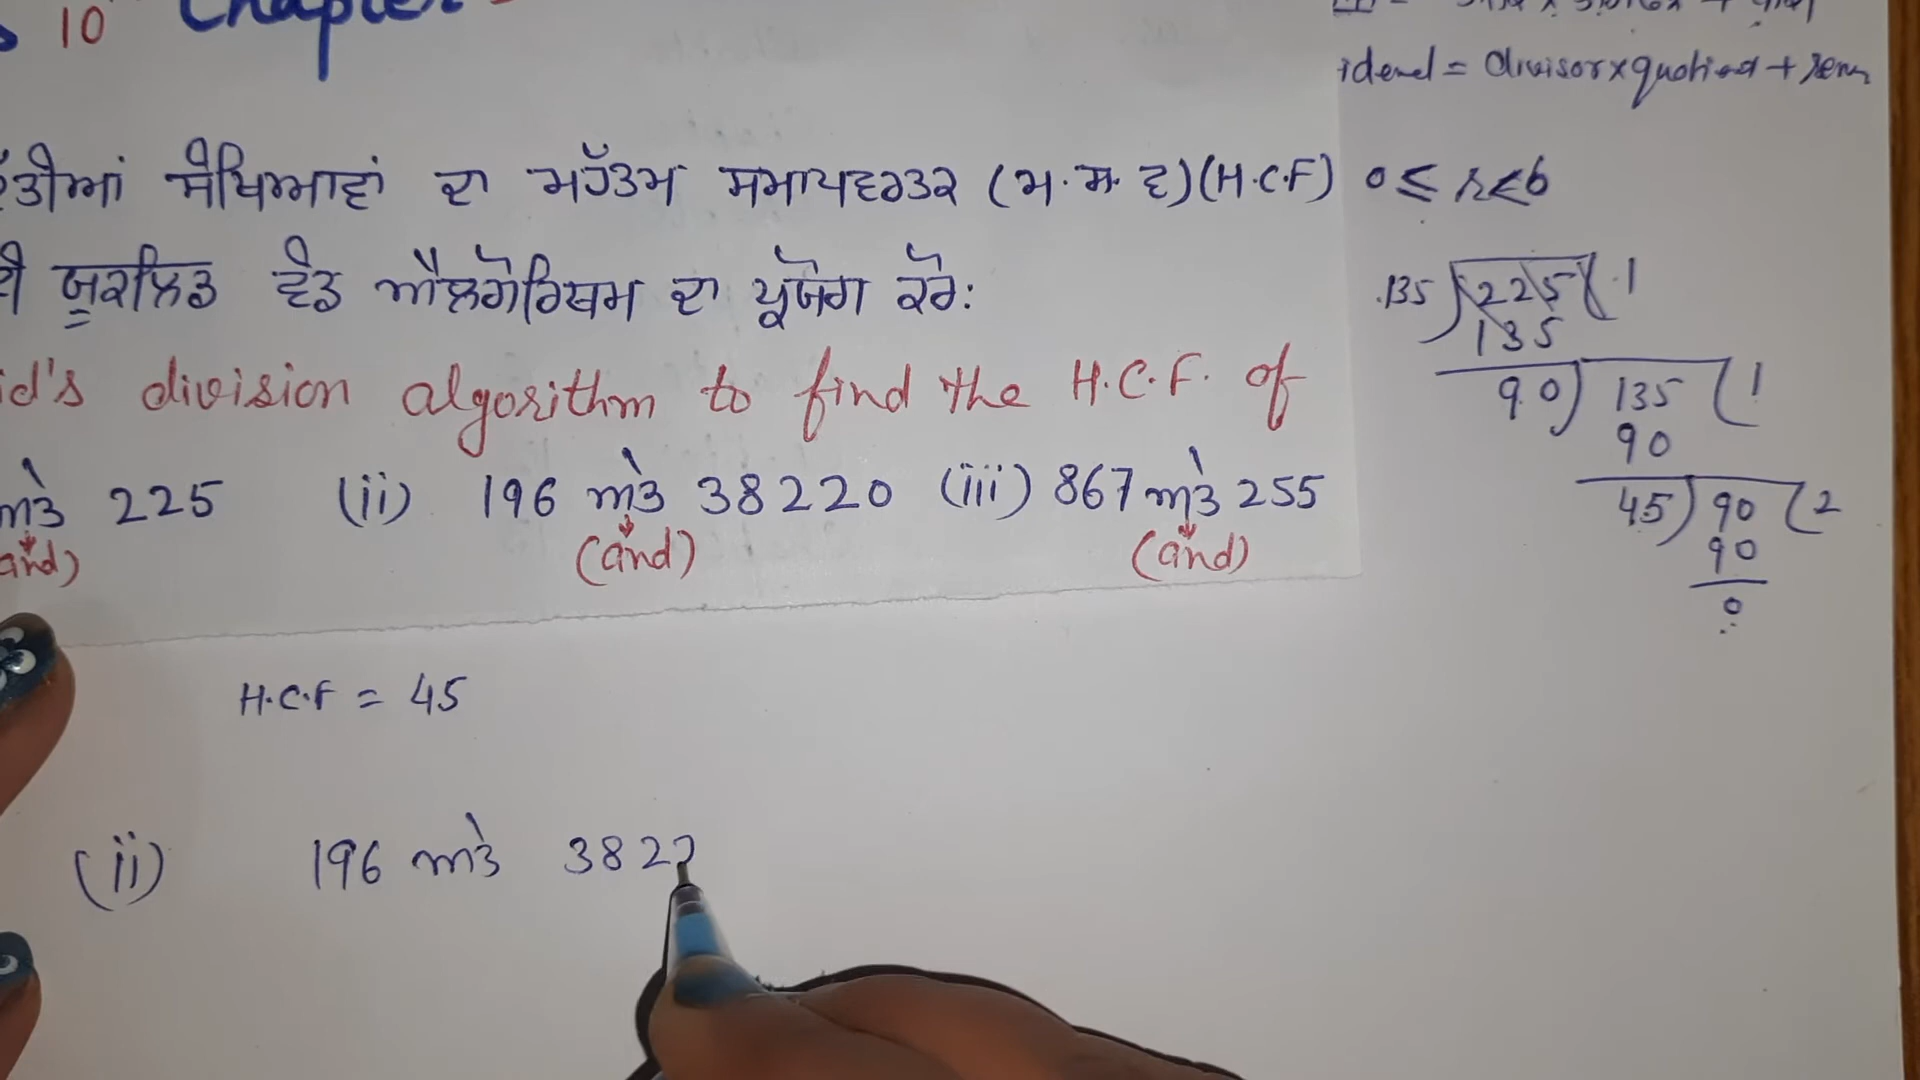 10 Chapter
= divisor x quotient + rem
ਸੰਖਿਆਵਾਂ ਦਾ ਮਹੱਤਮ ਸਮਾਪਵਰਤਕ (ਮ.ਸ.ਵ) (H.C.F) 0 ≤ r < b
ਯੂਕਲਿਡ ਵੰਡ ਐਲਗੋਰਿਥਮ ਦਾ ਪ੍ਰਯੋਗ ਕਰੋ:
id's division algorithm to find the H.C.F. of
ਅਤੇ 225 (ii) 196 ਅਤੇ 38220 (iii) 867 ਅਤੇ 255
and) (and) (and)
135 ) 225 ( 1
135
90 ) 135 ( 1
90
45 ) 90 ( 2
90
0
H.C.F = 45
(ii) 196 ਅਤੇ 3822